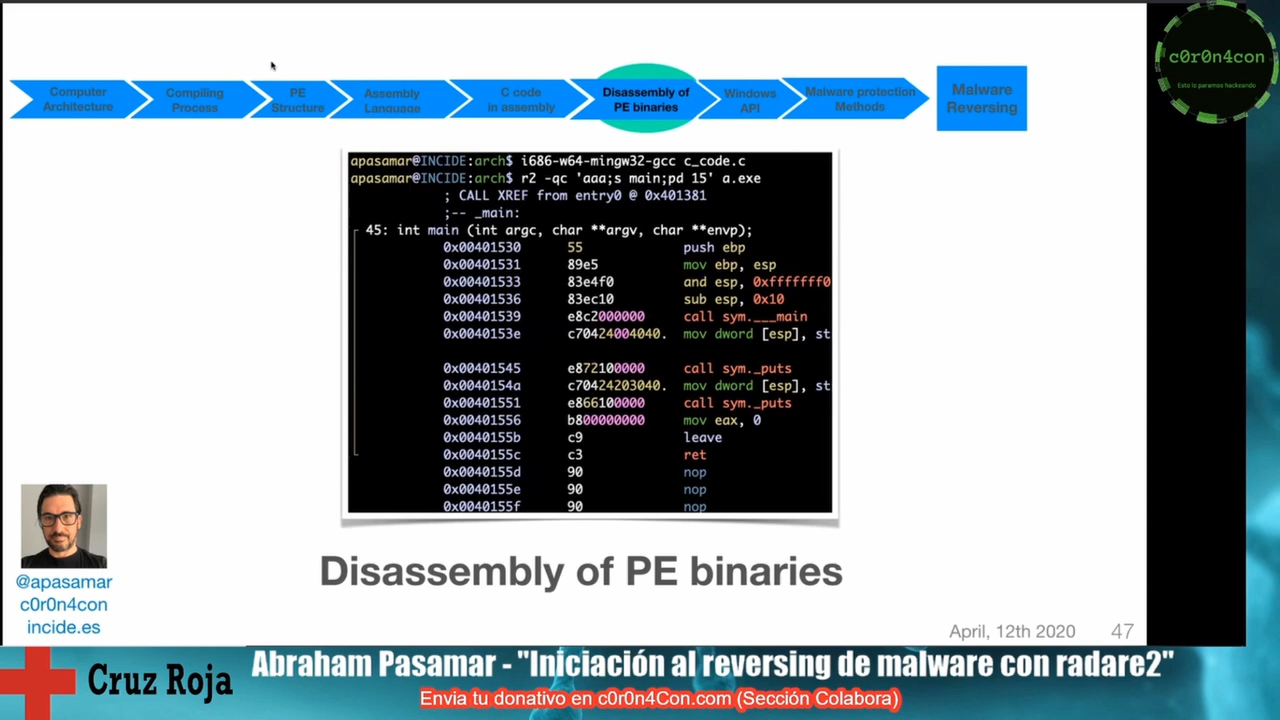 Computer
Architecture
Compiling
Process
PE
Structure
Assembly
Language
C code
in assembly
Disassembly of
PE binaries
Windows
API
Malware protection
Methods
Malware
Reversing
c0r0n4con
Esto lo paramos hackeando
apasamar@INCIDE:arch$ i686-w64-mingw32-gcc c_code.c
apasamar@INCIDE:arch$ r2 -qc 'aaa;s main;pd 15' a.exe
; CALL XREF from entry0 @ 0x401381
;-- _main:
45: int main (int argc, char **argv, char **envp);
0x00401530 55 push ebp
0x00401531 89e5 mov ebp, esp
0x00401533 83e4f0 and esp, 0xfffffff0
0x00401536 83ec10 sub esp, 0x10
0x00401539 e8c2000000 call sym.___main
0x0040153e c70424004040. mov dword [esp], st
0x00401545 e872100000 call sym._puts
0x0040154a c70424203040. mov dword [esp], st
0x00401551 e866100000 call sym._puts
0x00401556 b800000000 mov eax, 0
0x0040155b c9 leave
0x0040155c c3 ret
0x0040155d 90 nop
0x0040155e 90 nop
0x0040155f 90 nop
Disassembly of PE binaries
@apasamar
c0r0n4con
incide.es
April, 12th 2020 47
Cruz Roja
Abraham Pasamar - "Iniciación al reversing de malware con radare2"
Envia tu donativo en c0r0n4Con.com (Sección Colabora)